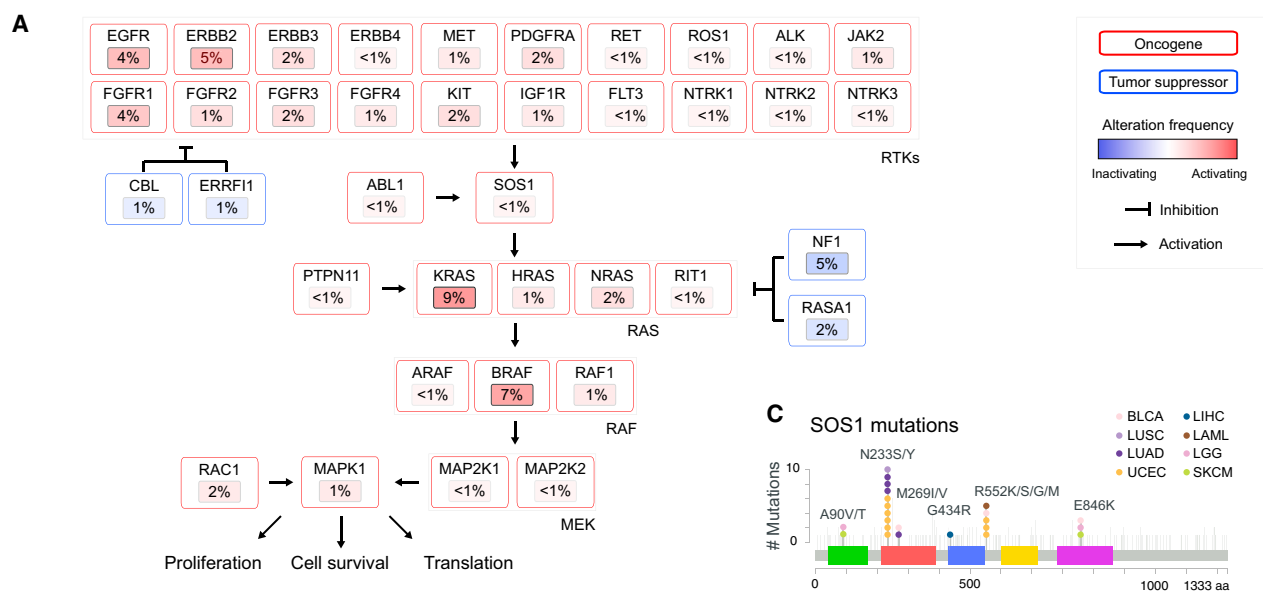 A
EGFR ERBB2 ERBB3 ERBB4 MET PDGFRA RET ROS1 ALK JAK2
4% 5% 2% <1% 1% 2% <1% <1% <1% 1%
FGFR1 FGFR2 FGFR3 FGFR4 KIT IGF1R FLT3 NTRK1 NTRK2 NTRK3
4% 1% 2% 1% 2% 1% <1% <1% <1% <1%
RTKs
Oncogene
Tumor suppressor
Alteration frequency
Inactivating Activating
Inhibition
Activation
CBL ERRFI1
1% 1%
ABL1 SOS1
<1% <1%
PTPN11 KRAS HRAS NRAS RIT1
<1% 9% 1% 2% <1%
RAS
NF1
5%
RASA1
2%
ARAF BRAF RAF1
<1% 7% 1%
RAF
RAC1 MAPK1 MAP2K1 MAP2K2
2% 1% <1% <1%
MEK
Proliferation Cell survival Translation
C
SOS1 mutations
BLCA LIHC
LUSC LAML
LUAD LGG
UCEC SKCM
# Mutations
10
0
A90V/T
N233S/Y
M269I/V
G434R
R552K/S/G/M
E846K
0 500 1000 1333 aa